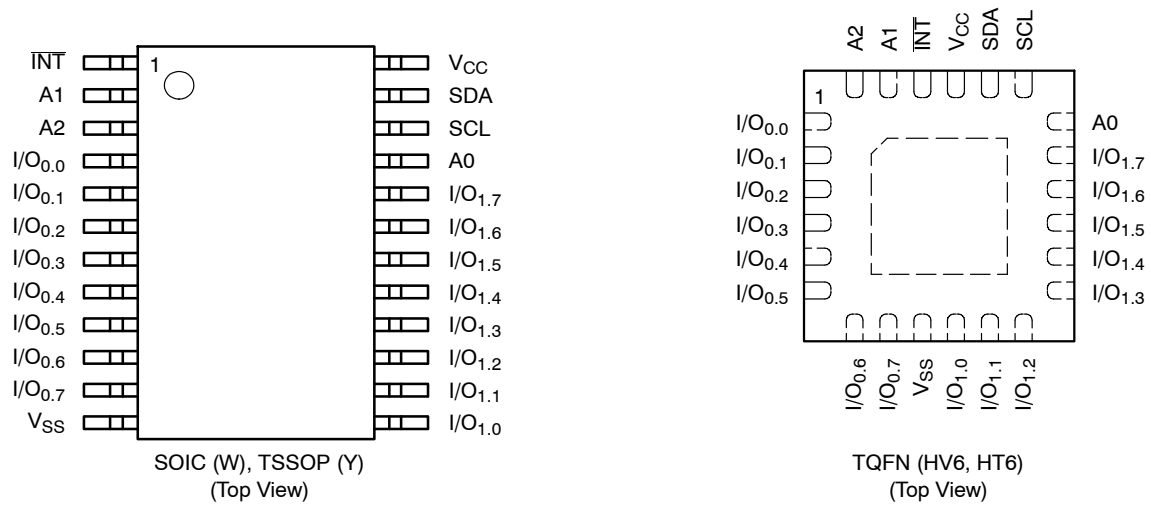 INT
A1
A2
I/O0.0
I/O0.1
I/O0.2
I/O0.3
I/O0.4
I/O0.5
I/O0.6
I/O0.7
VSS
1
VCC
SDA
SCL
A0
I/O1.7
I/O1.6
I/O1.5
I/O1.4
I/O1.3
I/O1.2
I/O1.1
I/O1.0
SOIC (W), TSSOP (Y)
(Top View)
A2
A1
INT
VCC
SDA
SCL
1
I/O0.0
I/O0.1
I/O0.2
I/O0.3
I/O0.4
I/O0.5
A0
I/O1.7
I/O1.6
I/O1.5
I/O1.4
I/O1.3
I/O0.6
I/O0.7
VSS
I/O1.0
I/O1.1
I/O1.2
TQFN (HV6, HT6)
(Top View)